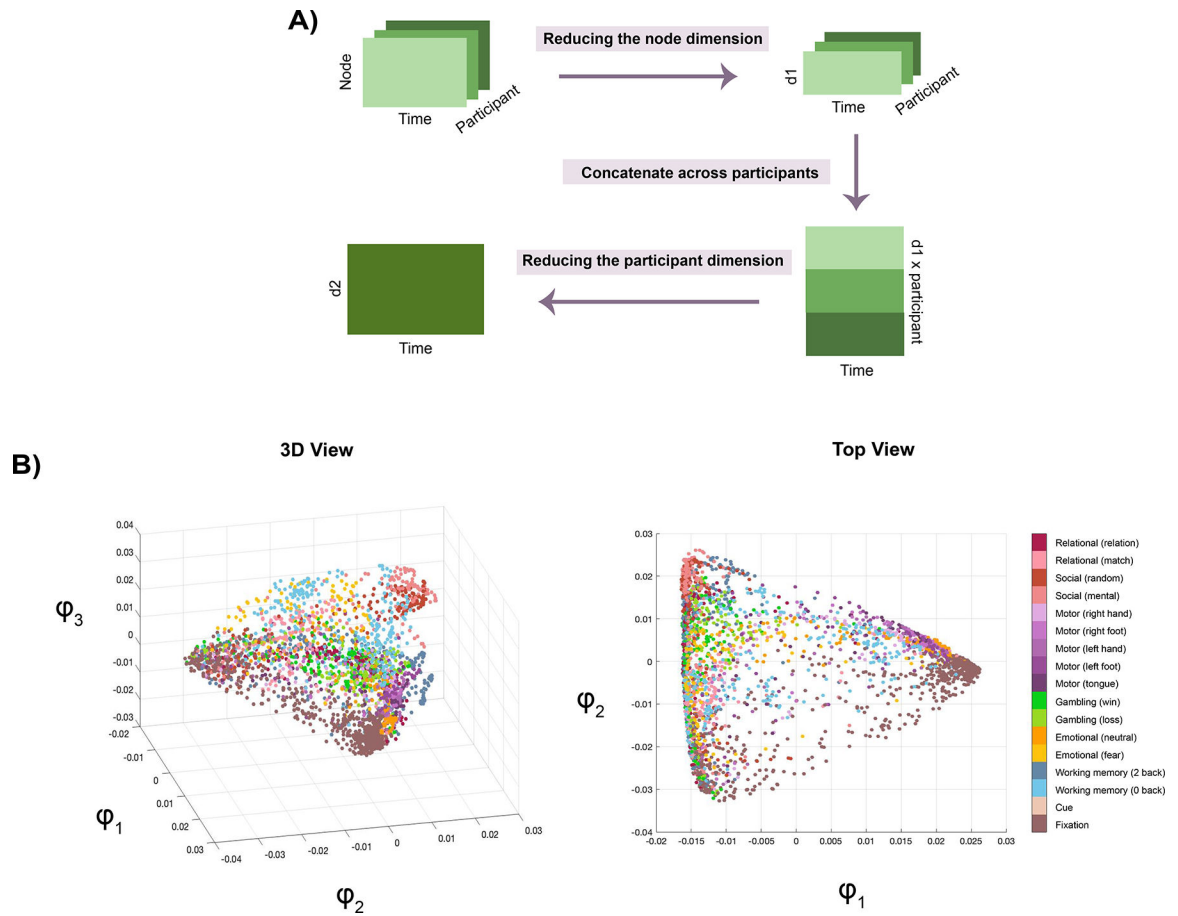 A)
Node
Time
Participant
Reducing the node dimension
d1
Time
Participant
Concatenate across participants
d1 x participant
Time
Reducing the participant dimension
d2
Time
B)
3D View
0.04
0.03
0.02
0.01
0
-0.01
-0.02
-0.03
φ3
-0.02
-0.01
0
0.01
0.02
0.03
φ1
-0.04
-0.03
-0.02
-0.01
0
0.01
0.02
0.03
φ2
Top View
0.03
0.02
0.01
0
-0.01
-0.02
-0.03
-0.04
φ2
-0.02
-0.015
-0.01
-0.005
0
0.005
0.01
0.015
0.02
0.025
0.03
φ1
Relational (relation)
Relational (match)
Social (random)
Social (mental)
Motor (right hand)
Motor (right foot)
Motor (left hand)
Motor (left foot)
Motor (tongue)
Gambling (win)
Gambling (loss)
Emotional (neutral)
Emotional (fear)
Working memory (2 back)
Working memory (0 back)
Cue
Fixation